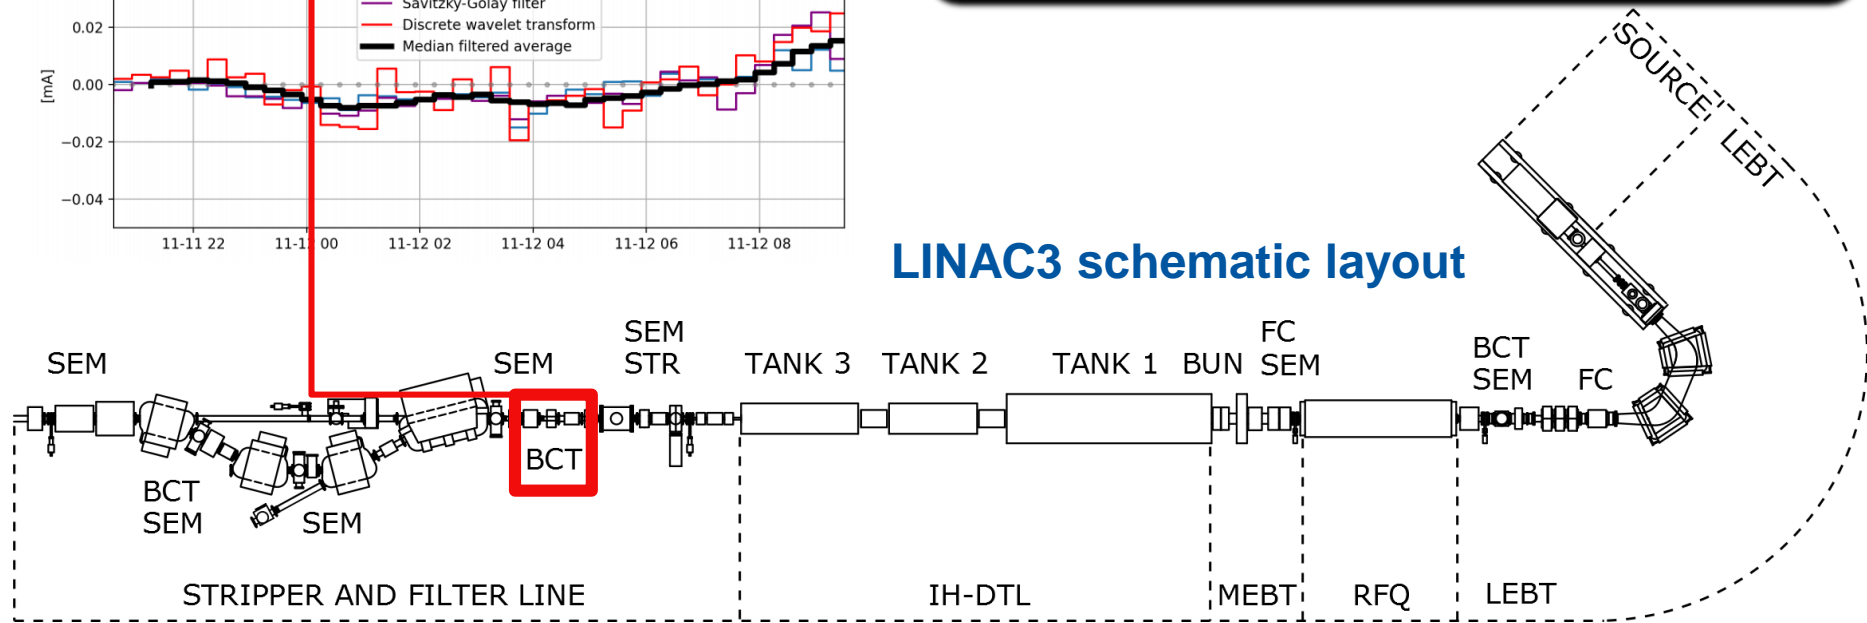 Savitzky-Golay filter
Discrete wavelet transform
Median filtered average
0.02
0.00
−0.02
−0.04
[mA]
11-11 22
11-12 00
11-12 02
11-12 04
11-12 06
11-12 08
SOURCE
LEBT
LINAC3 schematic layout
SEM
SEM
SEM
STR
TANK 3
TANK 2
TANK 1
BUN
FC
SEM
BCT
SEM
FC
BCT
BCT
SEM
SEM
STRIPPER AND FILTER LINE
IH-DTL
MEBT
RFQ
LEBT